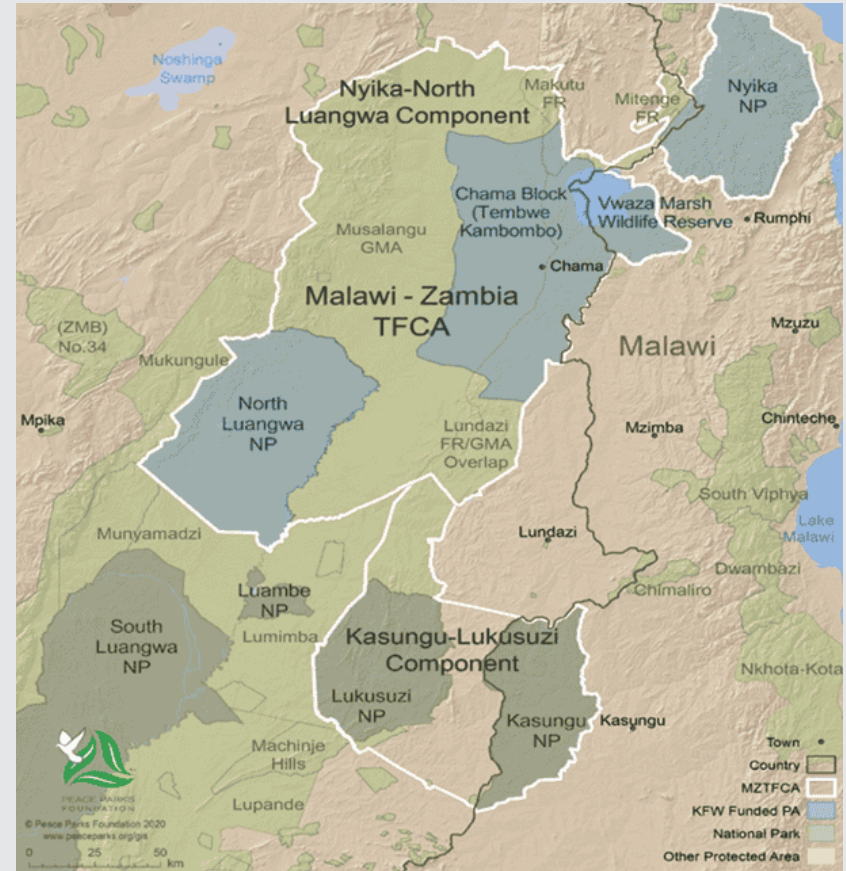 Noshinga
Swamp
Nyika-North
Luangwa Component
Makutu
FR
Mitenge
FR
Nyika
NP
Chama Block
(Tembwe
Kambombo)
Vwaza Marsh
Wildlife Reserve
Rumphi
Musalangu
GMA
Chama
Malawi - Zambia
TFCA
(ZMB)
No.34
Mukungule
Malawi
Mzuzu
Mpika
North
Luangwa
NP
Lundazi
FR/GMA
Overlap
Mzimba
Chinteche
South Viphya
Lake
Malawi
Munyamadzi
Lundazi
Dwambazi
Chimaliro
Luambe
NP
South
Luangwa
NP
Lumimba
Kasungu-Lukusuzi
Component
Lukusuzi
NP
Kasungu
NP
Kasungu
Nkhota-Kota
Machinje
Hills
Lupande
PEACE PARKS
FOUNDATION
© Peace Parks Foundation 2020
www.peaceparks.org/gis
0 25 50
km
Town
Country
MZTFCA
KFW Funded PA
National Park
Other Protected Area